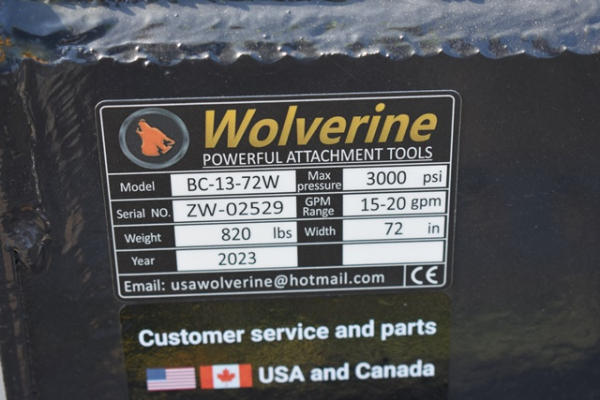 Wolverine
POWERFUL ATTACHMENT TOOLS
Model BC-13-72W Max pressure 3000 psi
Serial NO. ZW-02529 GPM Range 15-20 gpm
Weight 820 lbs Width 72 in
Year 2023
Email: usawolverine@hotmail.com CE
Customer service and parts
USA and Canada